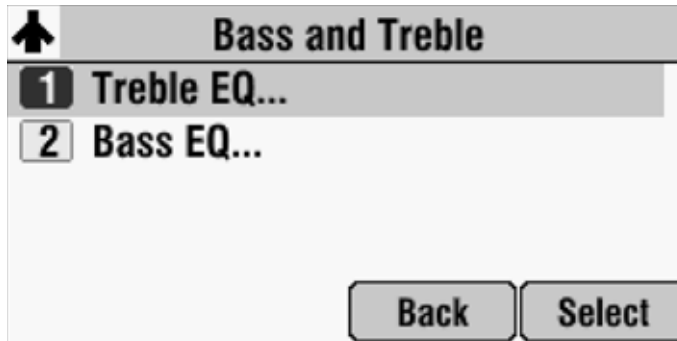 Bass and Treble
1 Treble EQ...
2 Bass EQ...
Back Select